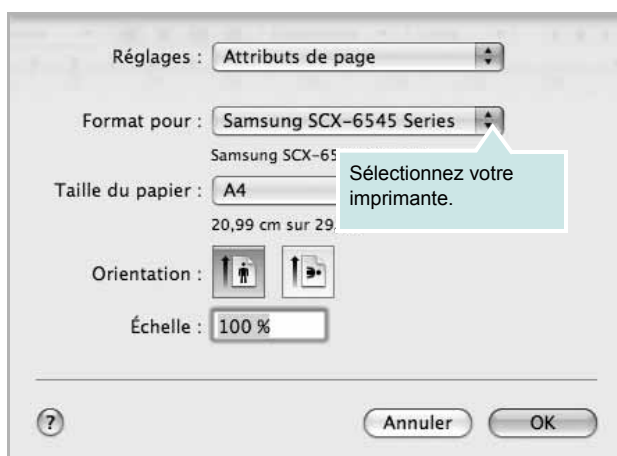 Réglages : Attributs de page
Format pour : Samsung SCX-6545 Series
Samsung SCX-65
Sélectionnez votre
imprimante.
Taille du papier : A4
20,99 cm sur 29
Orientation :
Échelle : 100 %
? Annuler OK